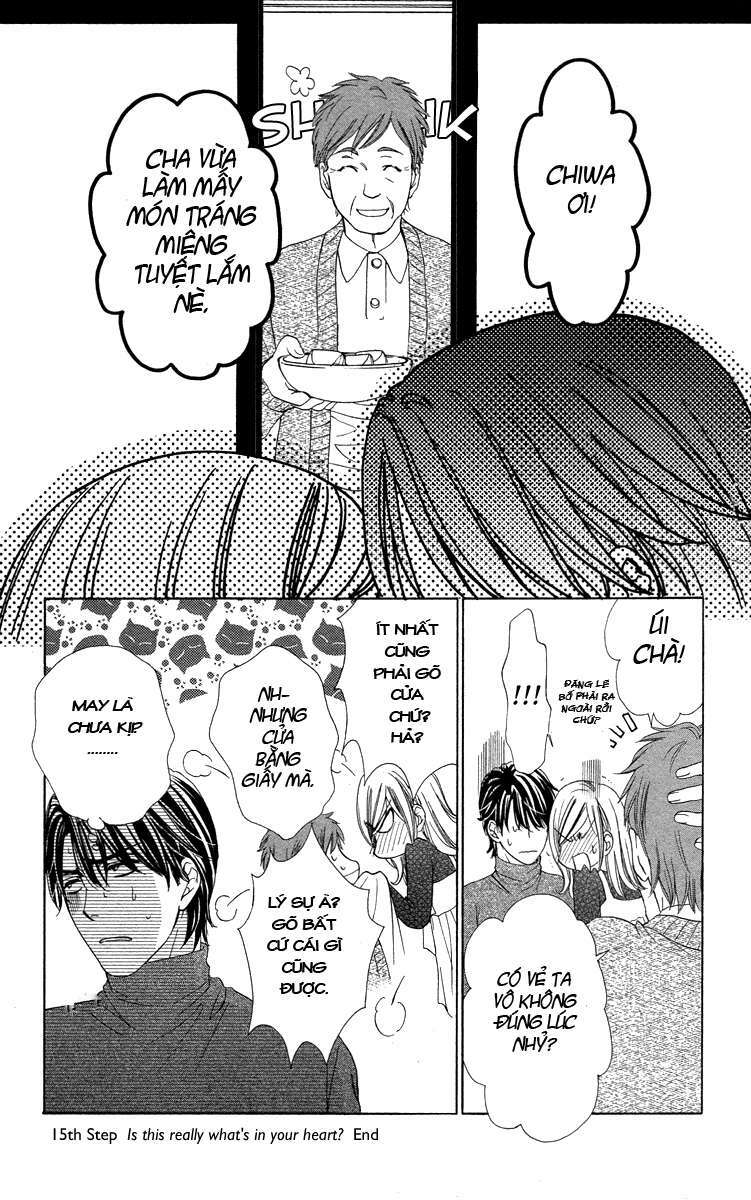 CHIWA
ƠI!
CHA VỪA
LÀM MẤY
MÓN TRÁNG
MIỆNG
TUYỆT LẮM
NÈ.
ÚI
CHÀ!
ĐÁNG LẼ
BỐ PHẢI RA
NGOÀI RỒI
CHỨ?
!!!
CÓ VẺ TA
VÔ KHÔNG
ĐÚNG LÚC
NHỈ?
ÍT NHẤT
CŨNG
PHẢI GÕ
CỬA
CHỨ?
HẢ?
NH-
NHƯNG
CỬA
BẰNG
GIẤY MÀ.
LÝ SỰ À?
GÕ BẤT
CỨ CÁI GÌ
CŨNG
ĐƯỢC.
MAY LÀ
CHƯA KỊP
........
15th Step Is this really what's in your heart? End